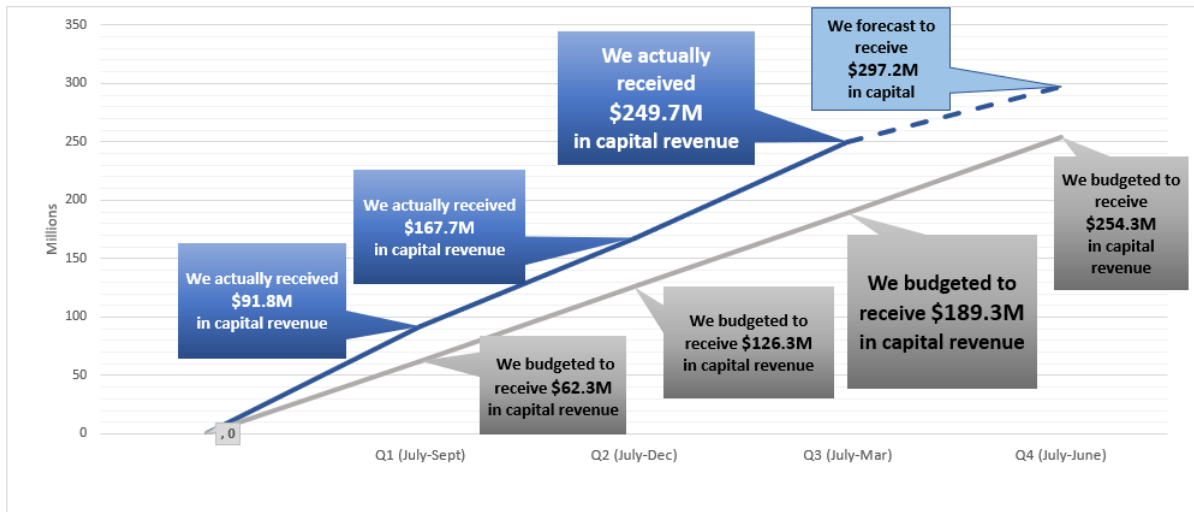 350
300
250
200
150
100
50
0
Millions
We actually received
$91.8M
in capital revenue
We actually received
$167.7M
in capital revenue
We actually
received
$249.7M
in capital revenue
We forecast to
receive
$297.2M
in capital
We budgeted to
receive $62.3M
in capital revenue
We budgeted to
receive $126.3M
in capital revenue
We budgeted to
receive $189.3M
in capital revenue
We budgeted to
receive
$254.3M
in capital
revenue
, 0
Q1 (July-Sept)
Q2 (July-Dec)
Q3 (July-Mar)
Q4 (July-June)